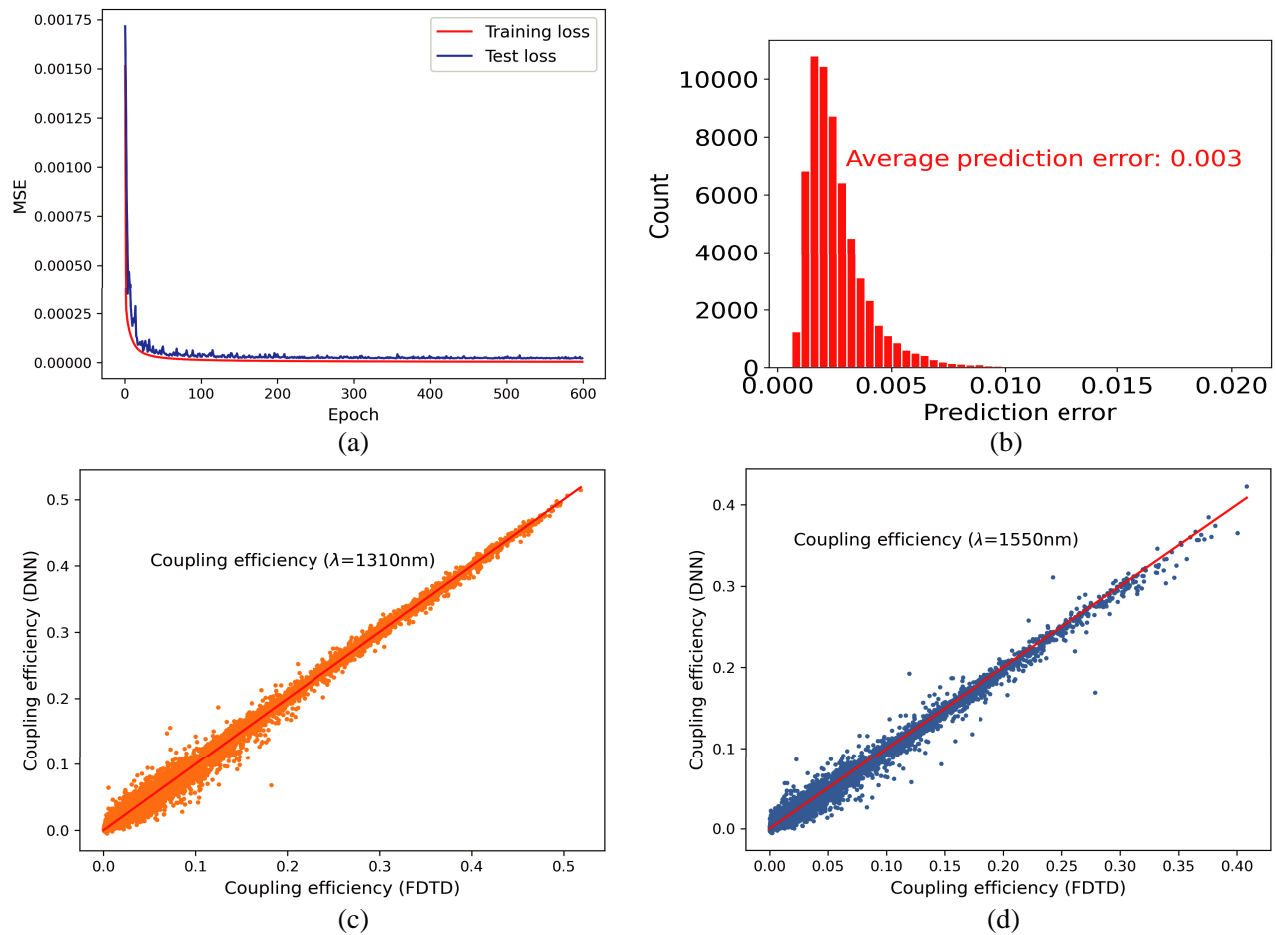 0.00175
0.00150
0.00125
0.00100
0.00075
0.00050
0.00025
0.00000
MSE
Training loss
Test loss
0 100 200 300 400 500 600
Epoch
(a)
10000
8000
6000
4000
2000
0
Count
Average prediction error: 0.003
0.000 0.005 0.010 0.015 0.020
Prediction error
(b)
0.5
0.4
0.3
0.2
0.1
0.0
Coupling efficiency (DNN)
Coupling efficiency (λ=1310nm)
0.0 0.1 0.2 0.3 0.4 0.5
Coupling efficiency (FDTD)
(c)
0.4
0.3
0.2
0.1
0.0
Coupling efficiency (DNN)
Coupling efficiency (λ=1550nm)
0.00 0.05 0.10 0.15 0.20 0.25 0.30 0.35 0.40
Coupling efficiency (FDTD)
(d)